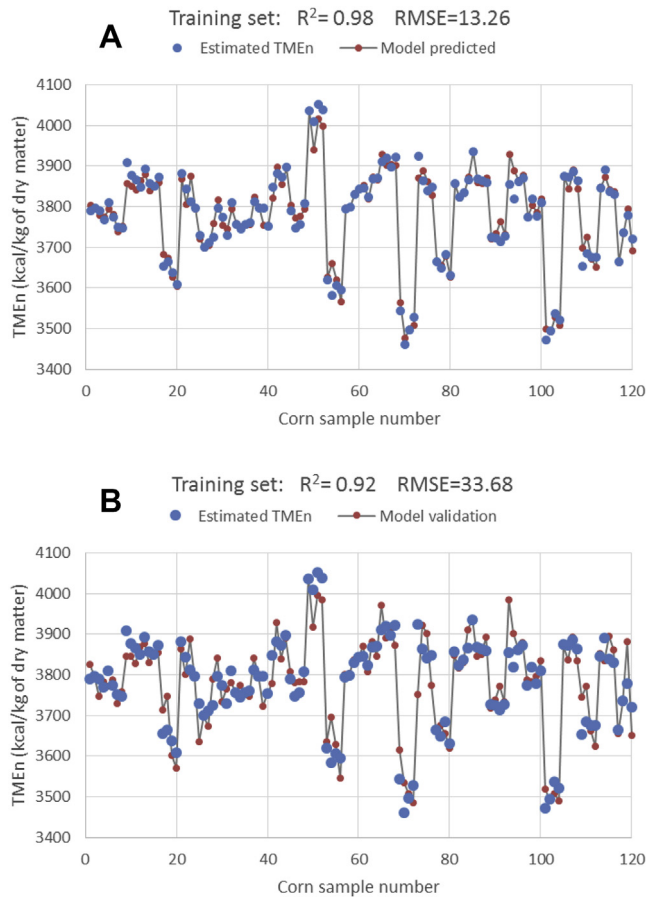 Training set: R²= 0.98 RMSE=13.26
A
Estimated TMEn Model predicted
4100
4000
3900
3800
3700
3600
3500
3400
TMEn (kcal/kg of dry matter)
0 20 40 60 80 100 120
Corn sample number
Training set: R²= 0.92 RMSE=33.68
B
Estimated TMEn Model validation
4100
4000
3900
3800
3700
3600
3500
3400
TMEn (kcal/kg of dry matter)
0 20 40 60 80 100 120
Corn sample number